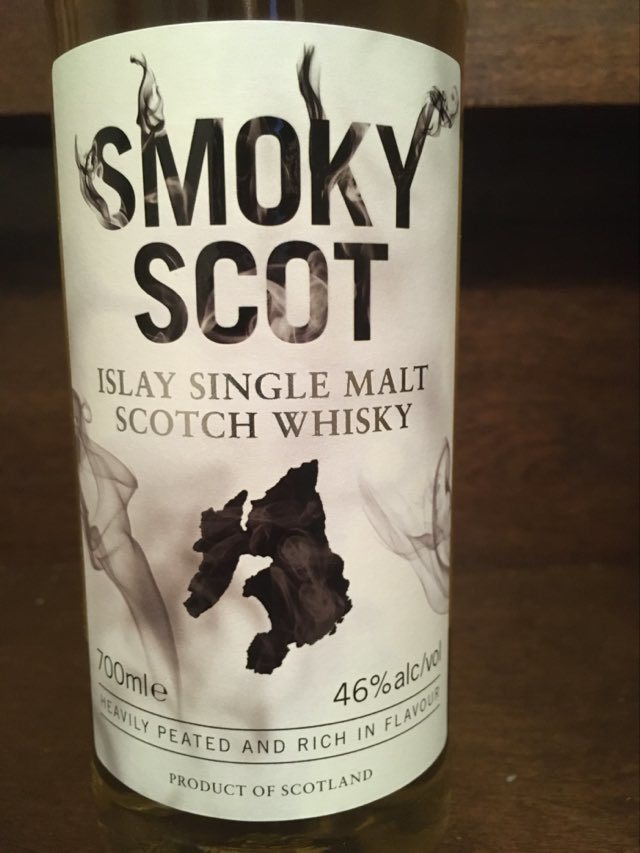 SMOKY
SCOT
ISLAY SINGLE MALT
SCOTCH WHISKY
700ml℮
46%alc/vol
HEAVILY PEATED AND RICH IN FLAVOUR
PRODUCT OF SCOTLAND